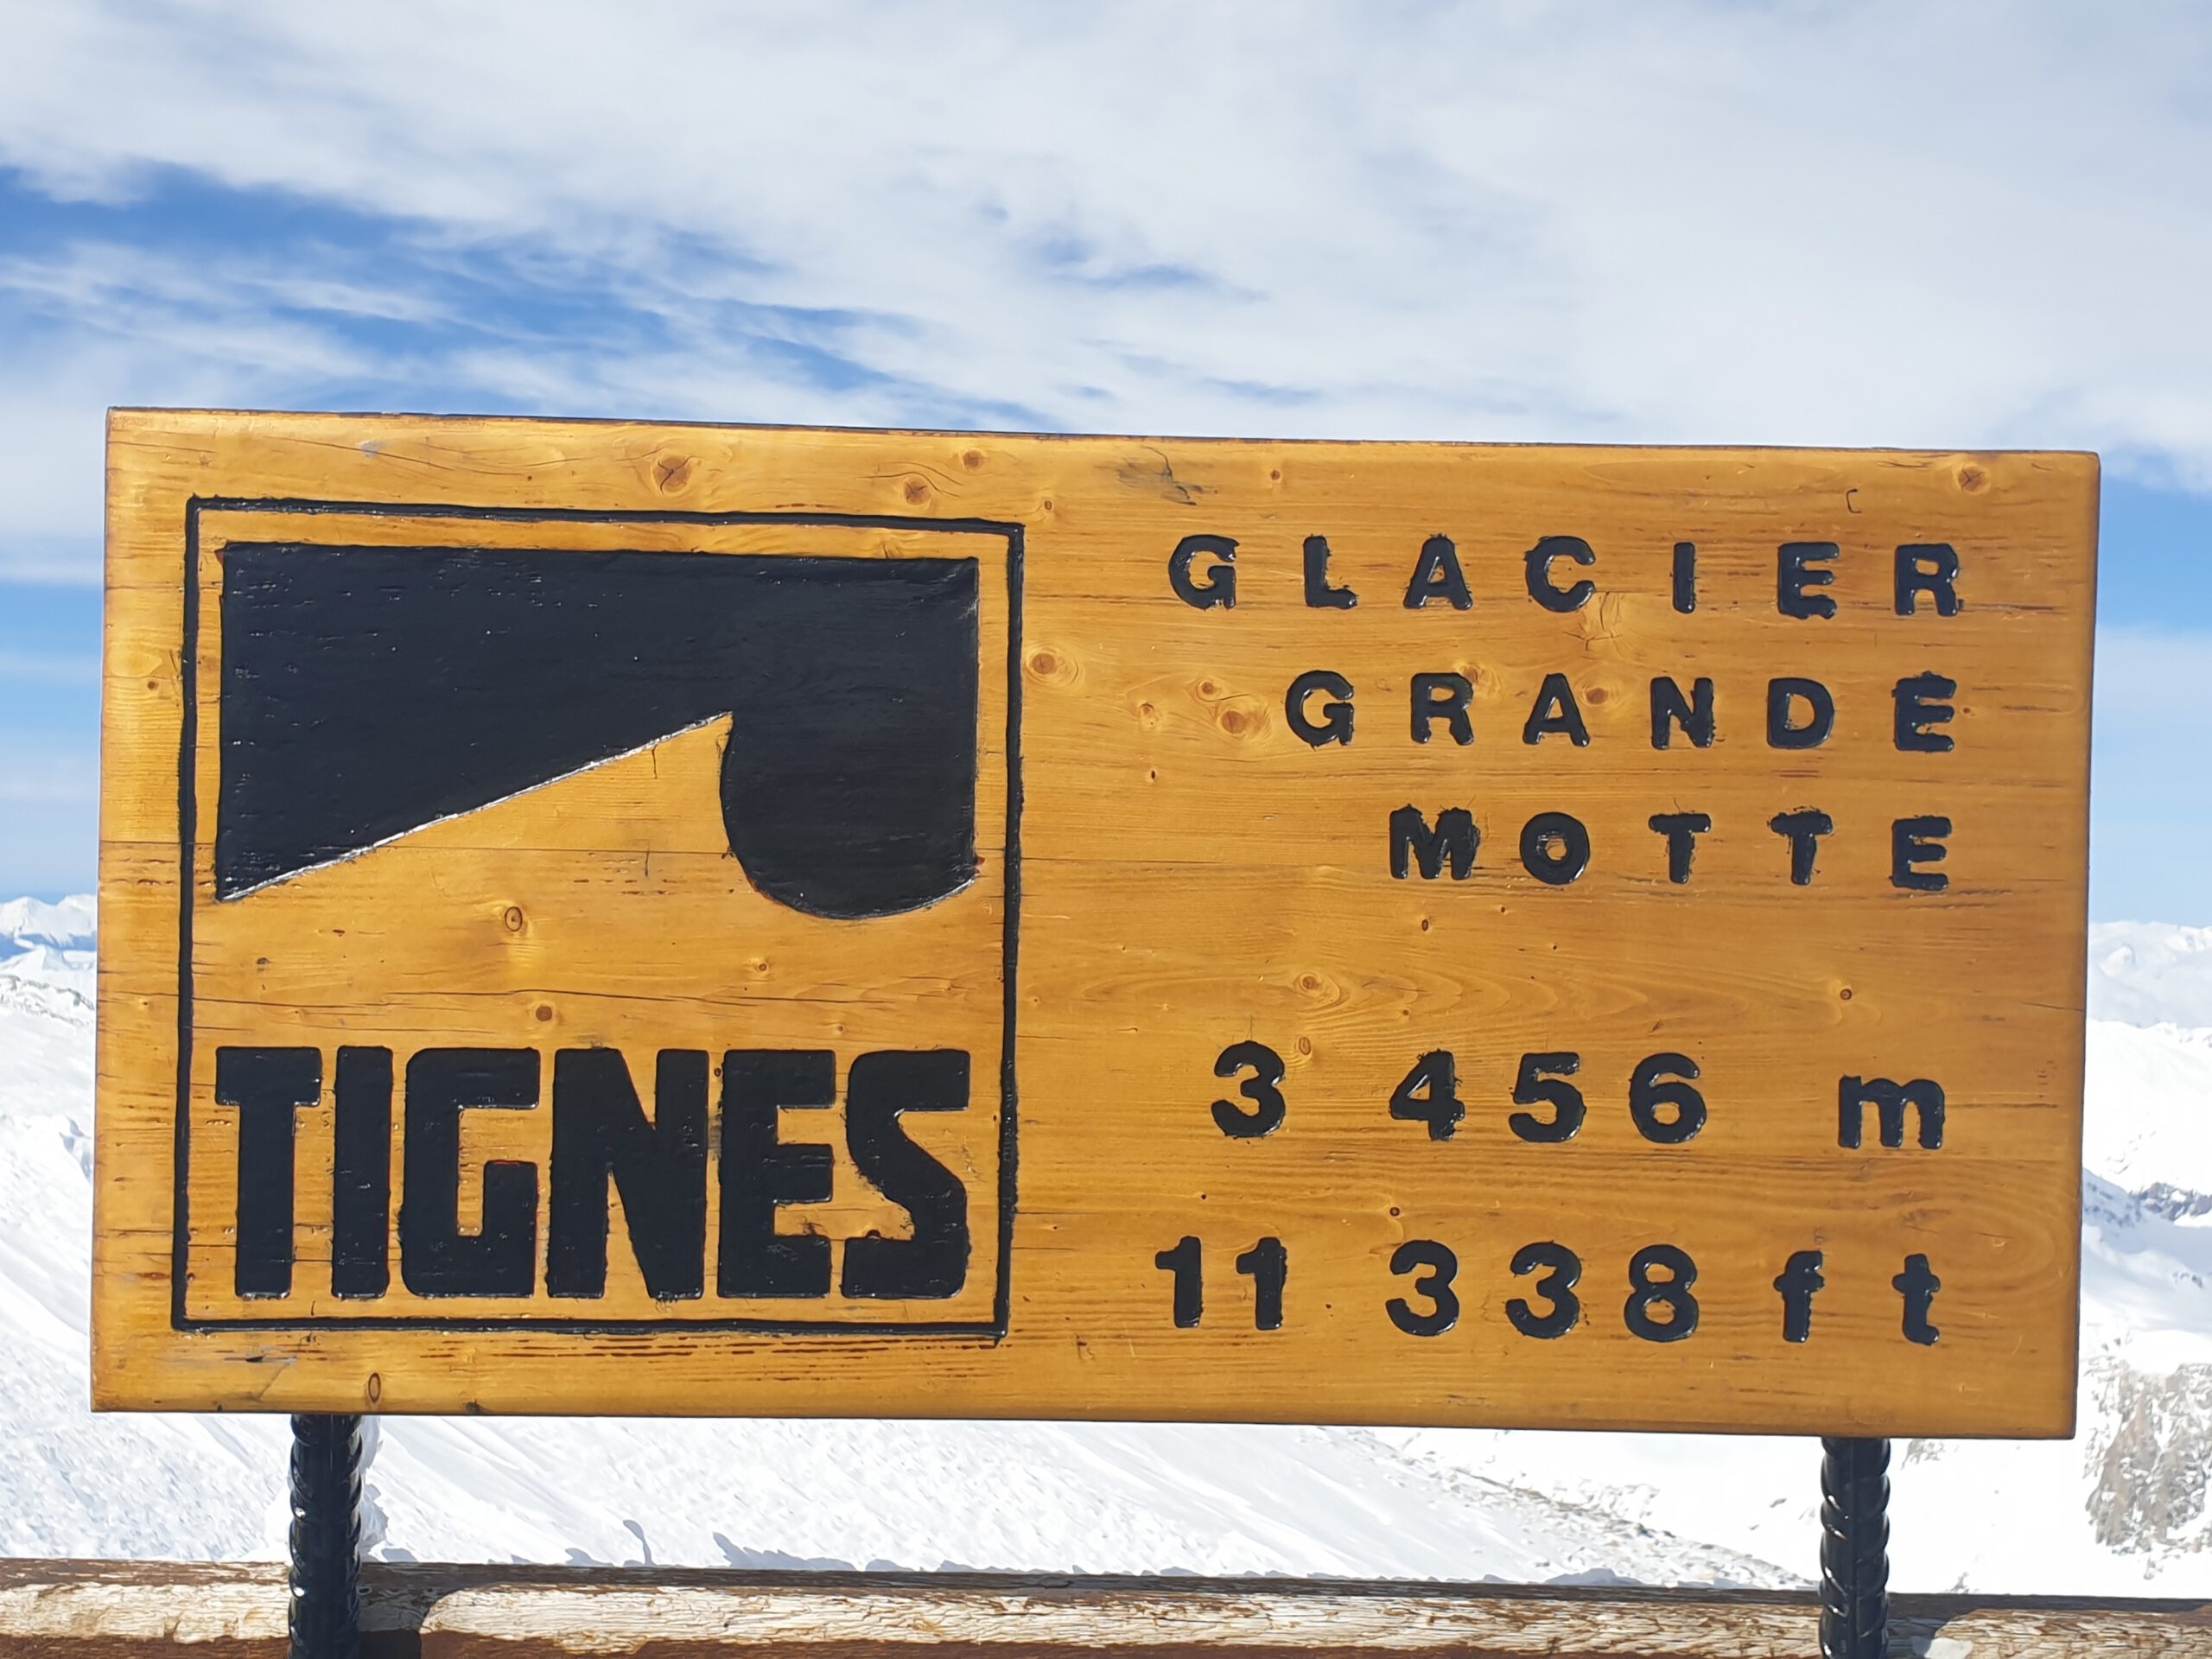 TIGNES
GLACIER
GRANDE
MOTTE
3 456 m
11 338 ft